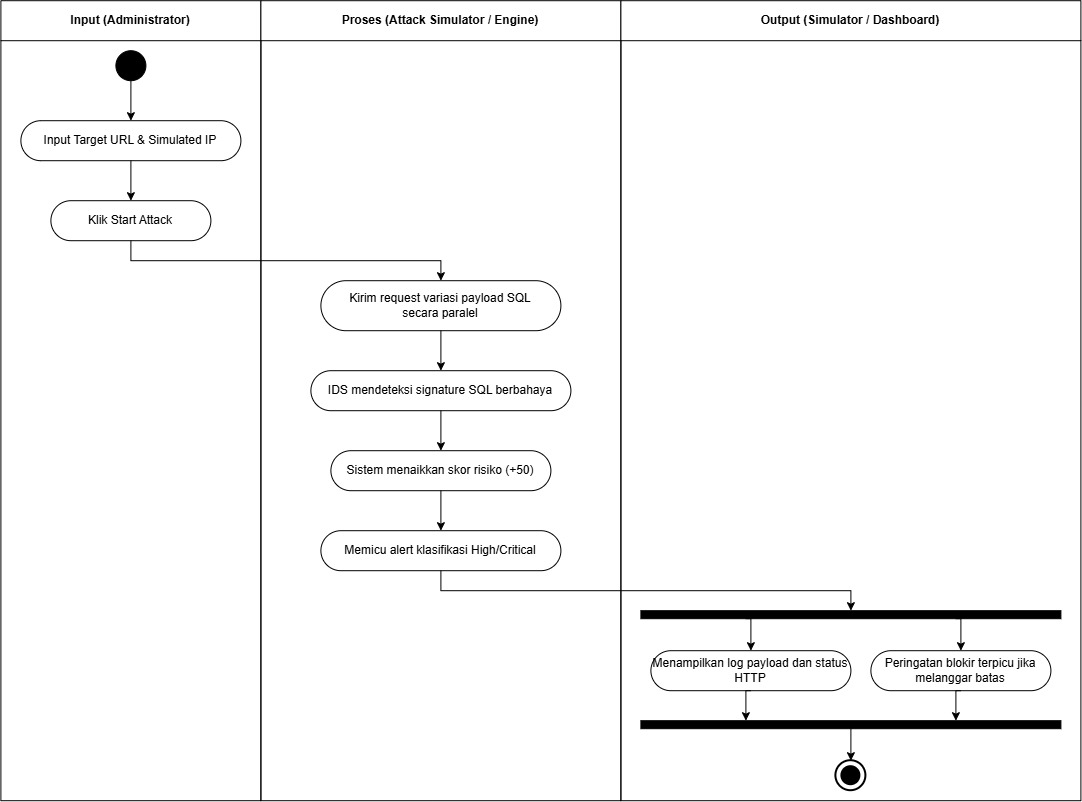 Input (Administrator)
Proses (Attack Simulator / Engine)
Output (Simulator / Dashboard)
Input Target URL & Simulated IP
Klik Start Attack
Kirim request variasi payload SQL
secara paralel
IDS mendeteksi signature SQL berbahaya
Sistem menaikkan skor risiko (+50)
Memicu alert klasifikasi High/Critical
Menampilkan log payload dan status
HTTP
Peringatan blokir terpicu jika
melanggar batas